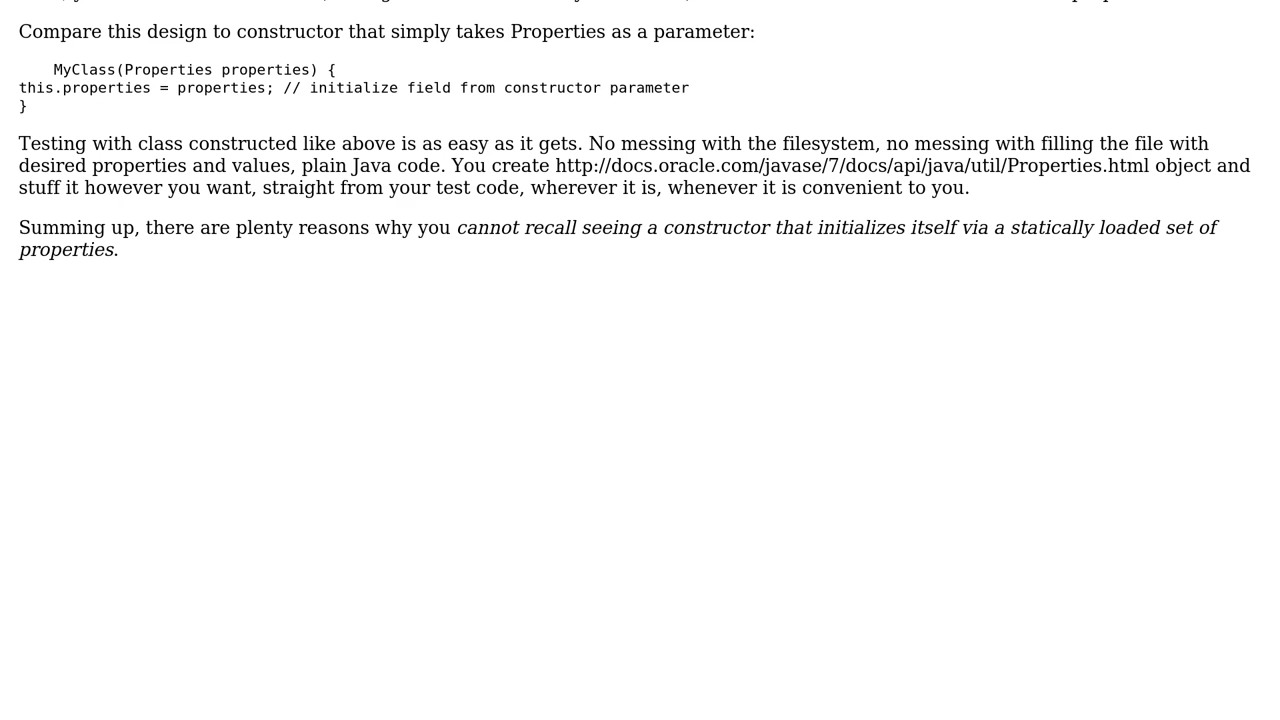 Compare this design to constructor that simply takes Properties as a parameter:
MyClass(Properties properties) {
this.properties = properties; // initialize field from constructor parameter
}
Testing with class constructed like above is as easy as it gets. No messing with the filesystem, no messing with filling the file with
desired properties and values, plain Java code. You create http://docs.oracle.com/javase/7/docs/api/java/util/Properties.html object and
stuff it however you want, straight from your test code, wherever it is, whenever it is convenient to you.
Summing up, there are plenty reasons why you cannot recall seeing a constructor that initializes itself via a statically loaded set of
properties.